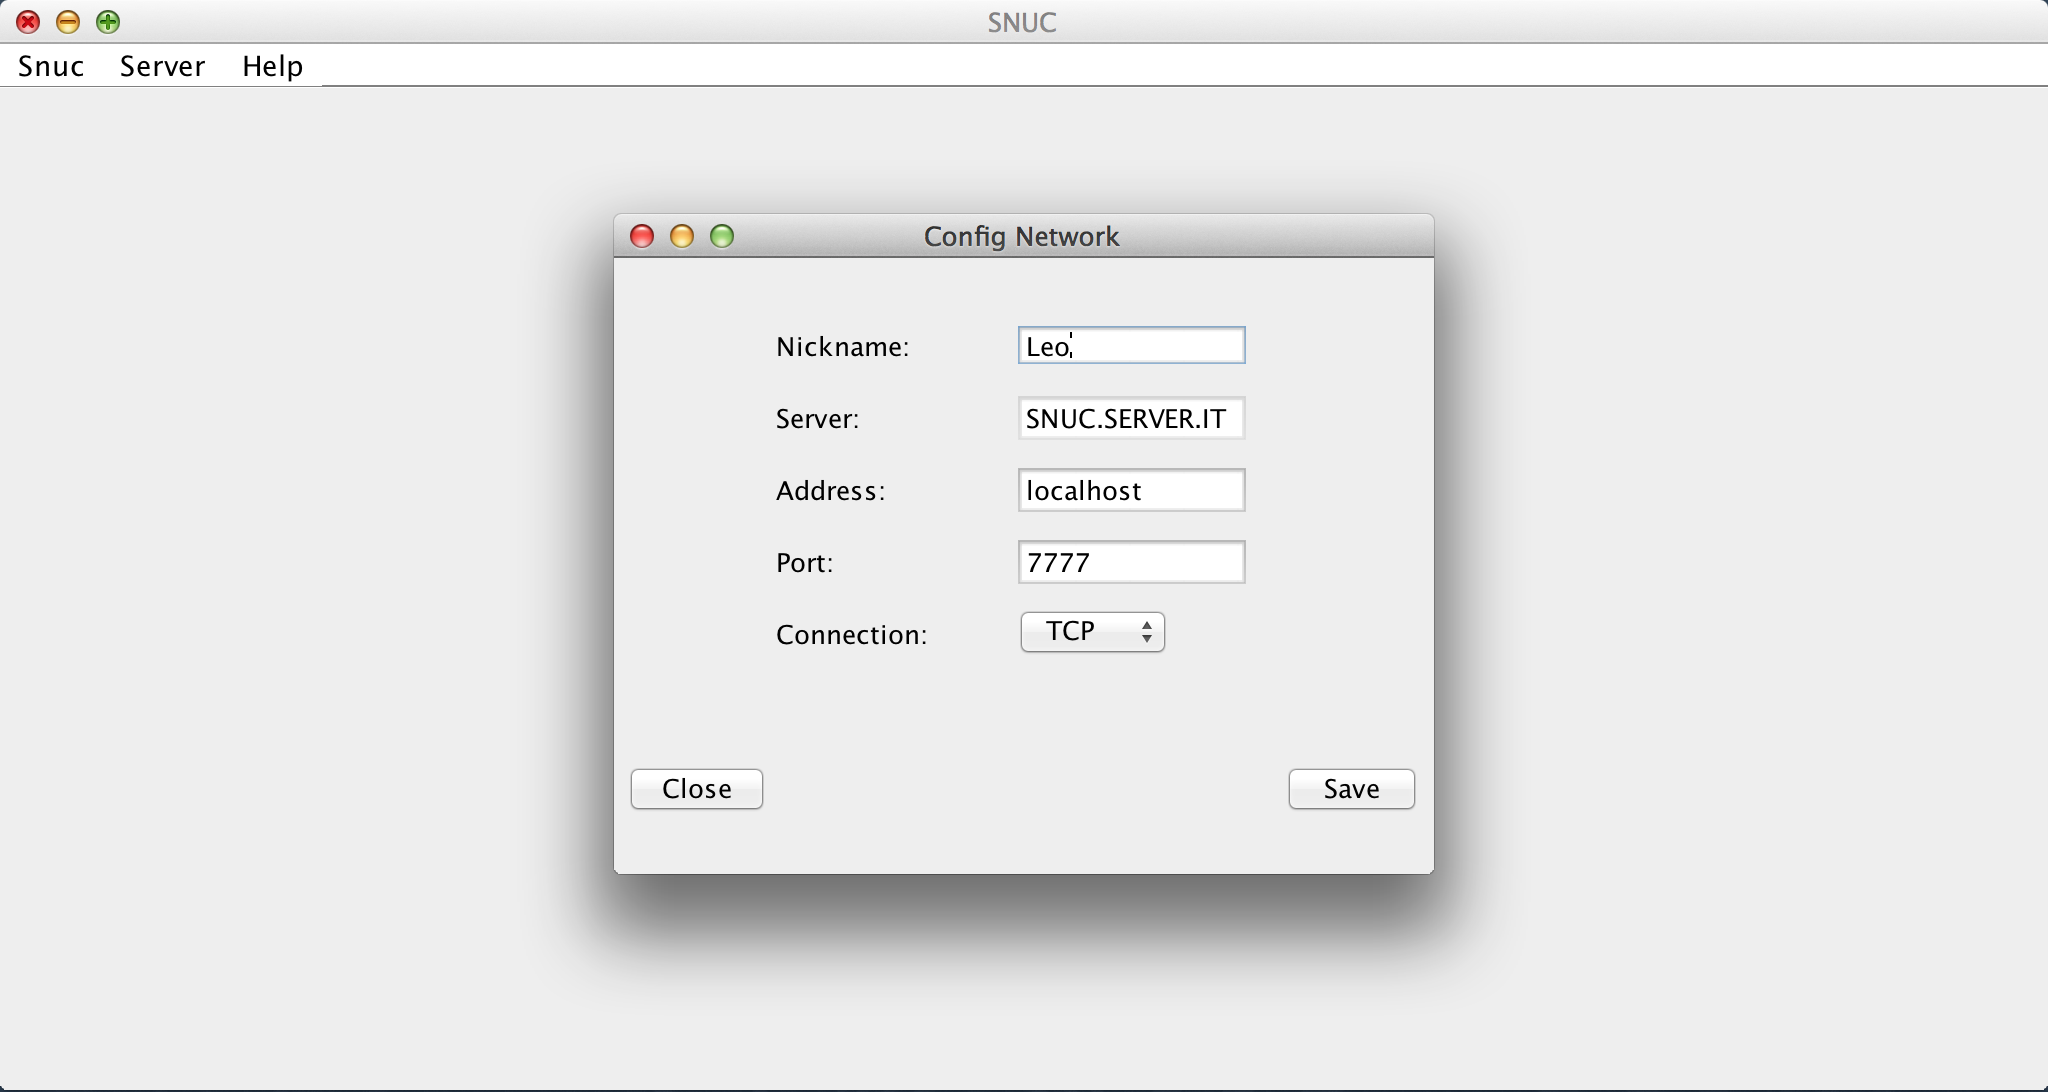 SNUC
Snuc Server Help
Config Network
Nickname: Leo
Server: SNUC.SERVER.IT
Address: localhost
Port: 7777
Connection: TCP
Close Save